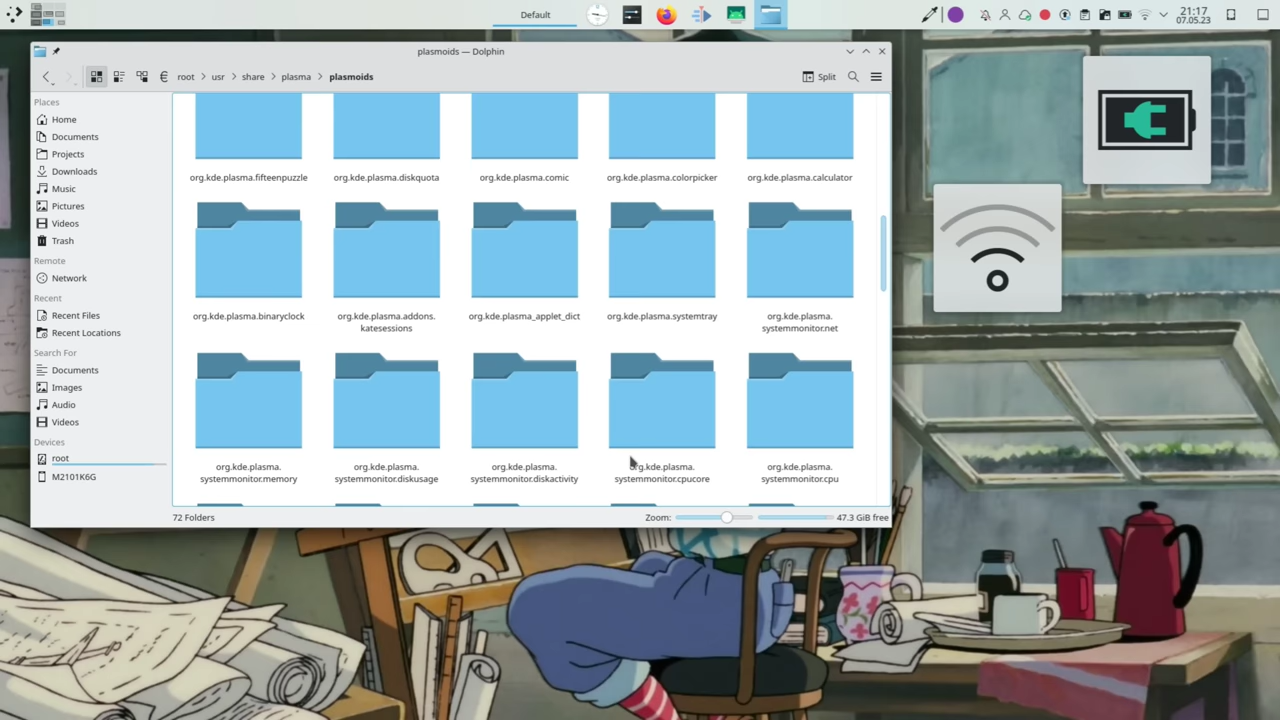 Default
21:17
07.05.23
plasmoids — Dolphin
root usr share plasma plasmoids
Split
Places
Home
Documents
Projects
Downloads
Music
Pictures
Videos
Trash
Remote
Network
Recent
Recent Files
Recent Locations
Search For
Documents
Images
Audio
Videos
Devices
root
M2101K6G
org.kde.plasma.fifteenpuzzle
org.kde.plasma.diskquota
org.kde.plasma.comic
org.kde.plasma.colorpicker
org.kde.plasma.calculator
org.kde.plasma.binaryclock
org.kde.plasma.addons.
katesessions
org.kde.plasma_applet_dict
org.kde.plasma.systemtray
org.kde.plasma.
systemmonitor.net
org.kde.plasma.
systemmonitor.memory
org.kde.plasma.
systemmonitor.diskusage
org.kde.plasma.
systemmonitor.diskactivity
org.kde.plasma.
systemmonitor.cpucore
org.kde.plasma.
systemmonitor.cpu
72 Folders
Zoom:
47.3 GiB free